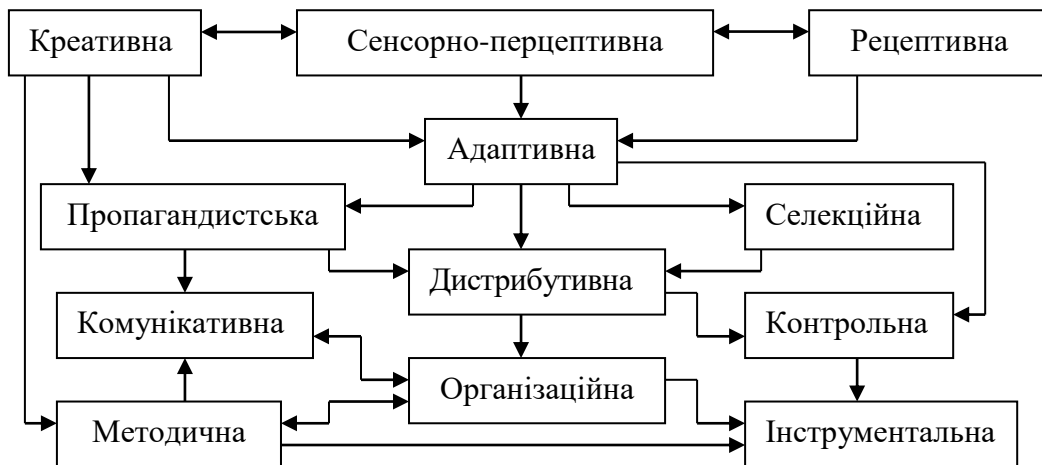 Креативна
Сенсорно-перцептивна
Рецептивна
Адаптивна
Пропагандистська
Селекційна
Дистрибутивна
Комунікативна
Контрольна
Організаційна
Методична
Інструментальна